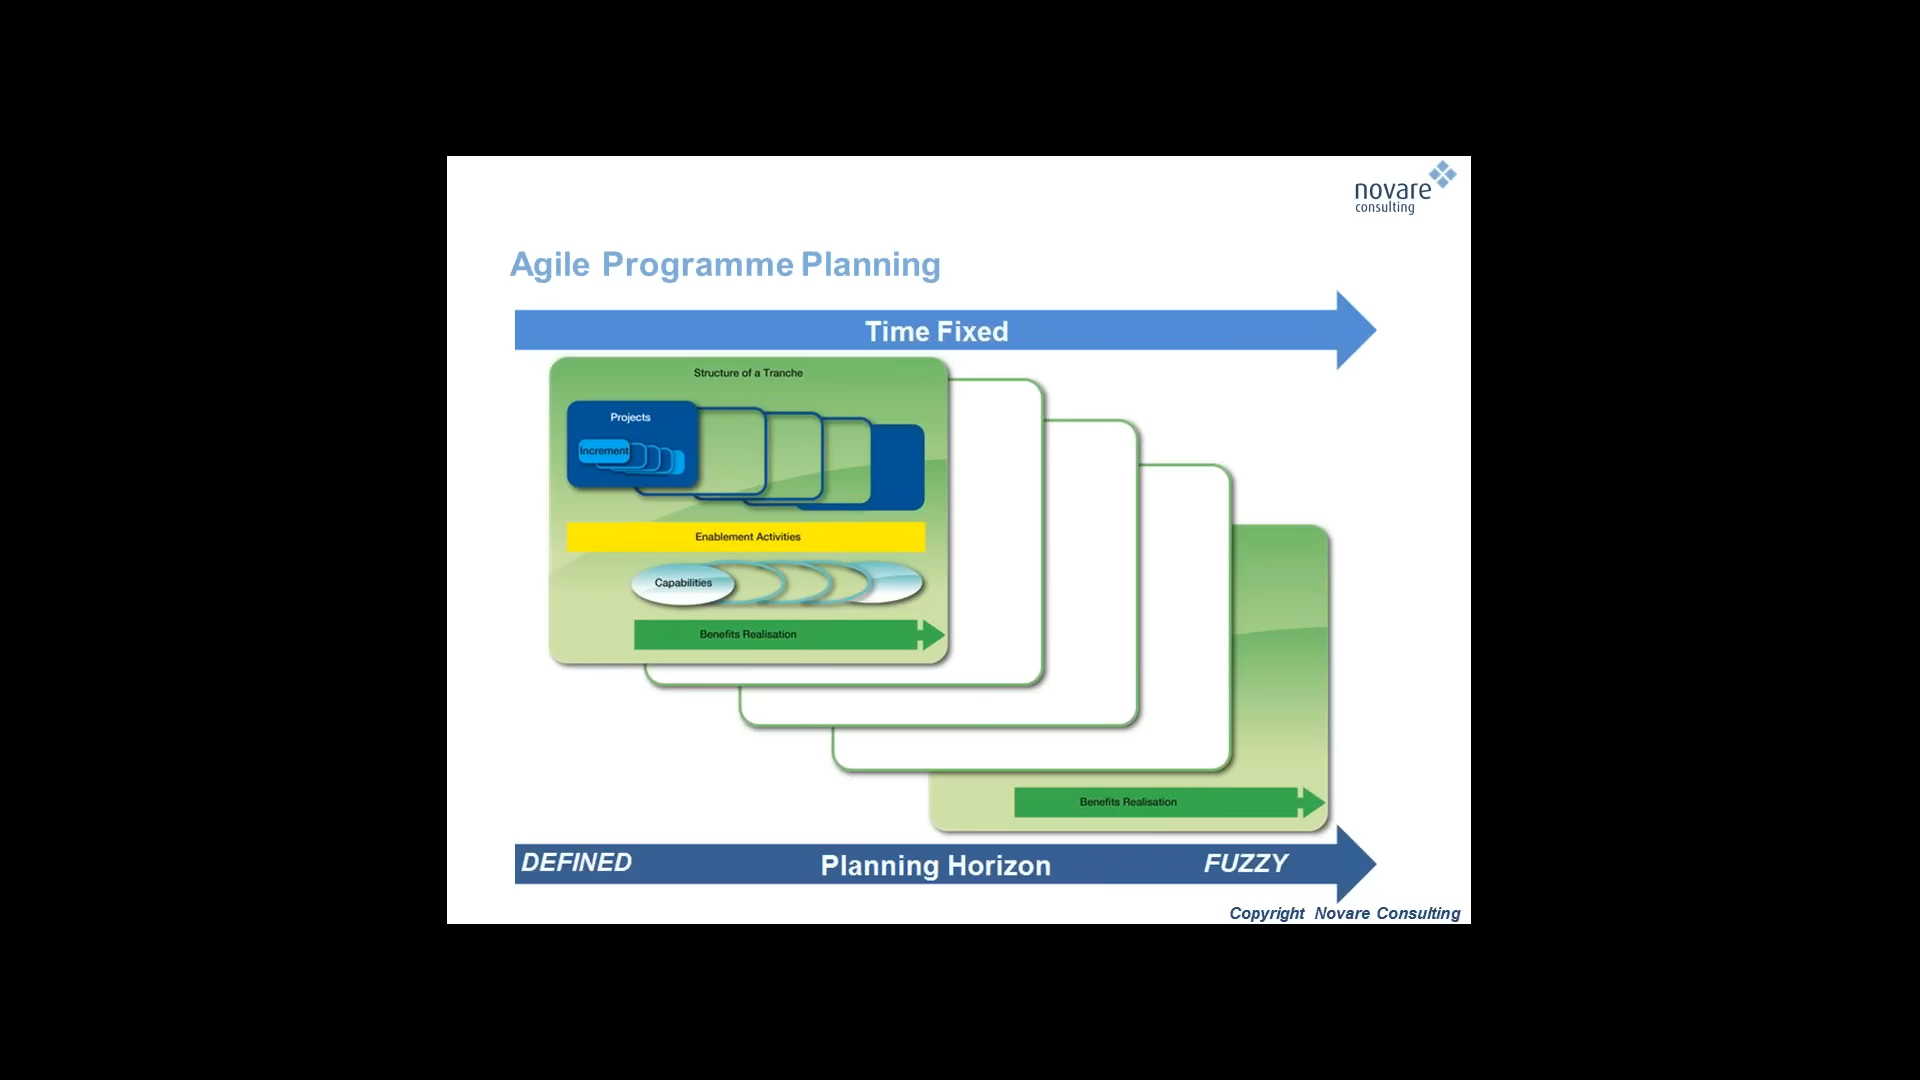 novare
consulting
Agile Programme Planning
Time Fixed
Structure of a Tranche
Projects
Increment
Enablement Activities
Capabilities
Benefits Realisation
Benefits Realisation
DEFINED Planning Horizon FUZZY
Copyright Novare Consulting